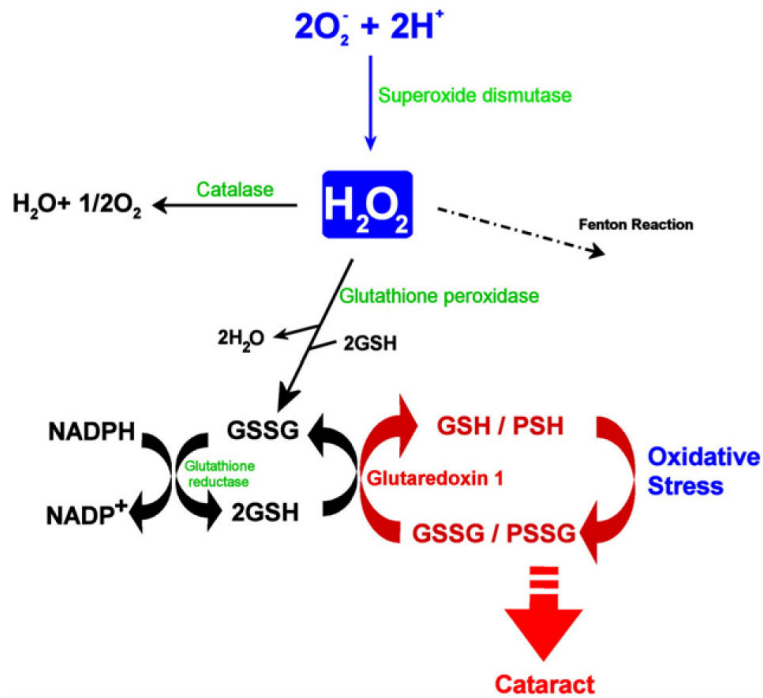 2O₂⁻ + 2H⁺
Superoxide dismutase
Catalase
H₂O+ 1/2O₂
H₂O₂
Fenton Reaction
Glutathione peroxidase
2H₂O
2GSH
NADPH
GSSG
GSH / PSH
Glutathione
reductase
Glutaredoxin 1
Oxidative
Stress
NADP⁺
2GSH
GSSG / PSSG
Cataract